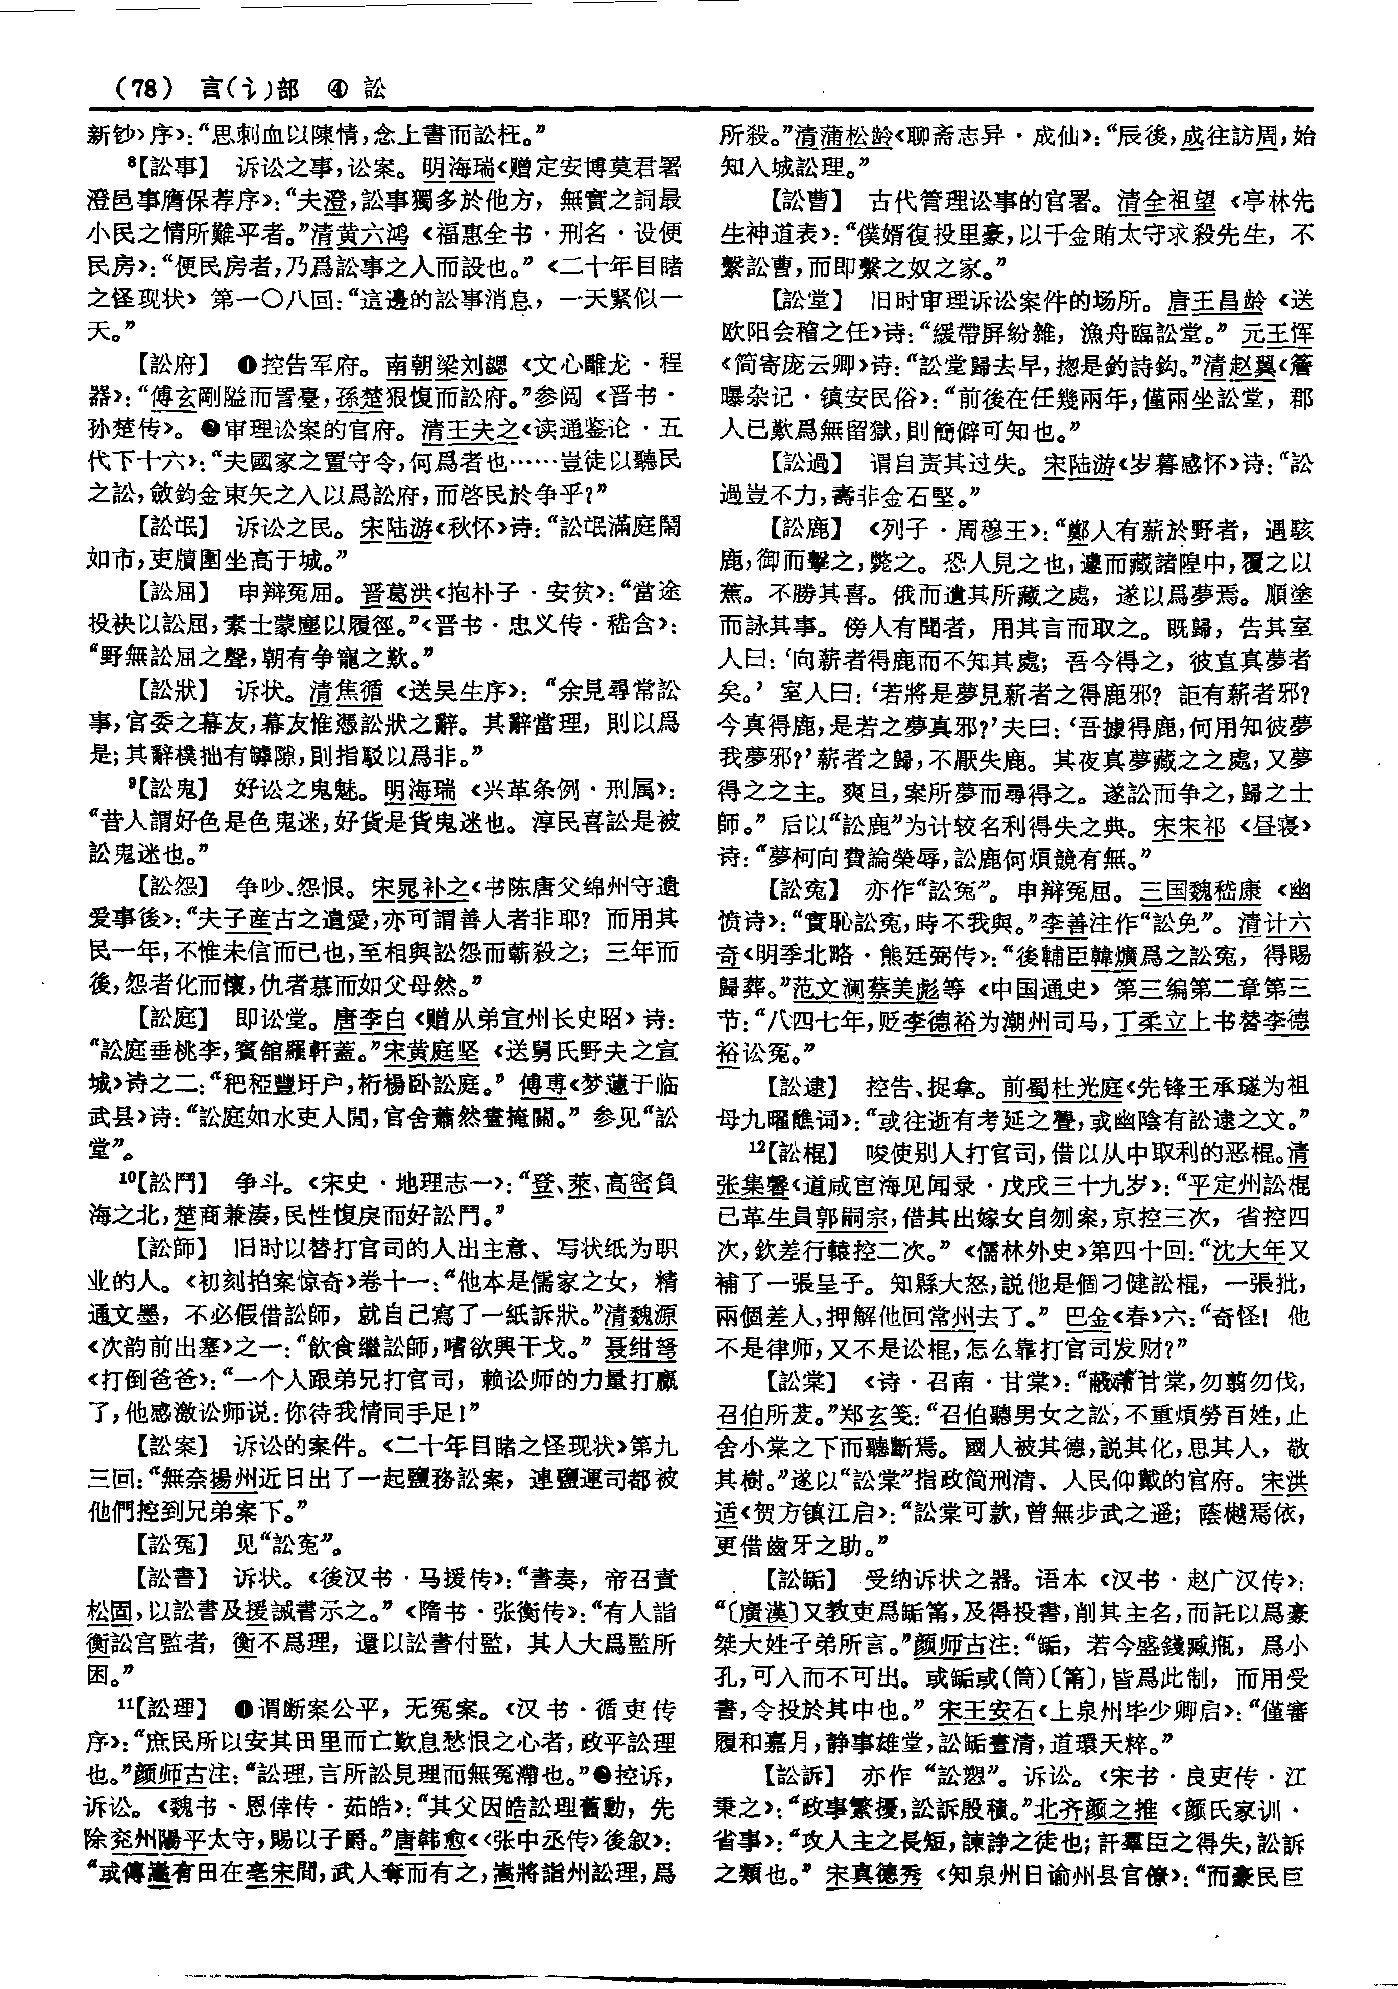 (78) 言(讠)部 ④ 訟
新钞›序›：“思刺血以陳情，念上書而訟枉。”
⁸【訟事】 诉讼之事，讼案。明海瑞‹赠定安博莫君署
澄邑事膺保荐序›：“夫澄，訟事獨多於他方，無實之詞最
小民之情所難平者。”清黄六鸿‹福惠全书·刑名·设便
民房›：“便民房者，乃爲訟事之人而設也。”‹二十年目睹
之怪现状›第一〇八回：“這邊的訟事消息，一天緊似一
天。”
【訟府】 ❶控告军府。南朝梁刘勰‹文心雕龙·程
器›：“傅玄剛隘而詈臺，孫楚狠愎而訟府。”参阅‹晋书·
孙楚传›。❷审理讼案的官府。清王夫之‹读通鉴论·五
代下十六›：“夫國家之置守令，何爲者也……豈徒以聽民
之訟，斂鈞金束矢之入以爲訟府，而啓民於争乎？”
【訟氓】 诉讼之民。宋陆游‹秋怀›诗：“訟氓滿庭鬧
如市，吏牘圍坐高于城。”
【訟屈】 申辩冤屈。晋葛洪‹抱朴子·安贫›：“當途
投袂以訟屈，素士蒙塵以履徑。”‹晋书·忠义传·嵇含›：
“野無訟屈之聲，朝有争寵之歎。”
【訟狀】 诉状。清焦循‹送吴生序›：“余見尋常訟
事，官委之幕友，幕友惟憑訟狀之辭。其辭當理，則以爲
是；其辭樸拙有罅隙，則指駁以爲非。”
⁹【訟鬼】 好讼之鬼魅。明海瑞‹兴革条例·刑属›：
“昔人謂好色是色鬼迷，好貨是貨鬼迷也。淳民喜訟是被
訟鬼迷也。”
【訟怨】 争吵、怨恨。宋晁补之‹书陈唐父绵州守遗
爱事後›：“夫子産古之遺愛，亦可謂善人者非耶？而用其
民一年，不惟未信而已也，至相與訟怨而蘄殺之；三年而
後，怨者化而懷，仇者慕而如父母然。”
【訟庭】 即讼堂。唐李白‹赠从弟宣州长史昭›诗：
“訟庭垂桃李，賓館羅軒蓋。”宋黄庭坚‹送舅氏野夫之宣
城›诗之二：“䆉稏豐圩户，桁楊卧訟庭。”傅尃‹梦蘧于临
武县›诗：“訟庭如水吏人閒，官舍蕭然晝掩關。”参见“訟
堂”。
¹⁰【訟鬥】 争斗。‹宋史·地理志一›：“登、萊、高密負
海之北，楚商兼湊，民性愎戾而好訟鬥。”
【訟師】 旧时以替打官司的人出主意、写状纸为职
业的人。‹初刻拍案惊奇›卷十一：“他本是儒家之女，精
通文墨，不必假借訟師，就自己寫了一紙訴狀。”清魏源
‹次韵前出塞›之一：“飲食繼訟師，嗜欲興干戈。”聂绀弩
‹打倒爸爸›：“一个人跟弟兄打官司，赖讼师的力量打赢
了，他感激讼师说：你待我情同手足！”
【訟案】 诉讼的案件。‹二十年目睹之怪现状›第九
三回：“無奈揚州近日出了一起鹽務訟案，連鹽運司都被
他們控到兄弟案下。”
【訟冤】 见“訟寃”。
【訟書】 诉状。‹後汉书·马援传›：“書奏，帝召責
松固，以訟書及援誡書示之。”‹隋书·张衡传›：“有人詣
衡訟宫監者，衡不爲理，還以訟書付監，其人大爲監所
困。”
¹¹【訟理】 ❶谓断案公平，无冤案。‹汉书·循吏传
序›：“庶民所以安其田里而亡歎息愁恨之心者，政平訟理
也。”颜师古注：“訟理，言所訟見理而無冤滯也。”❷控诉，
诉讼。‹魏书·恩倖传·茹皓›：“其父因皓訟理舊勳，先
除兖州陽平太守，賜以子爵。”唐韩愈‹‹张中丞传›後叙›：
“或傳嵩有田在亳宋間，武人奪而有之，嵩將詣州訟理，爲
所殺。”清蒲松龄‹聊斋志异·成仙›：“辰後，成往訪周，始
知入城訟理。”
【訟曹】 古代管理讼事的官署。清全祖望‹亭林先
生神道表›：“僕婿復投里豪，以千金賄太守求殺先生，不
繫訟曹，而即繫之奴之家。”
【訟堂】 旧时审理诉讼案件的场所。唐王昌龄‹送
欧阳会稽之任›诗：“緩帶屏紛雜，漁舟臨訟堂。”元王恽
‹简寄庞云卿›诗：“訟堂歸去早，揔是釣詩鈎。”清赵翼‹簷
曝杂记·镇安民俗›：“前後在任幾兩年，僅兩坐訟堂，郡
人已歎爲無留獄，則簡僻可知也。”
【訟過】 谓自责其过失。宋陆游‹岁暮感怀›诗：“訟
過豈不力，壽非金石堅。”
【訟鹿】 ‹列子·周穆王›：“鄭人有薪於野者，遇駭
鹿，御而擊之，斃之。恐人見之也，遽而藏諸隍中，覆之以
蕉。不勝其喜。俄而遺其所藏之處，遂以爲夢焉。順塗
而詠其事。傍人有聞者，用其言而取之。既歸，告其室
人曰：‘向薪者得鹿而不知其處；吾今得之，彼直真夢者
矣。’室人曰：‘若將是夢見薪者之得鹿邪？詎有薪者邪？
今真得鹿，是若之夢真邪？’夫曰：‘吾據得鹿，何用知彼夢
我夢邪？’薪者之歸，不厭失鹿。其夜真夢藏之之處，又夢
得之之主。爽旦，案所夢而尋得之。遂訟而争之，歸之士
師。”后以“訟鹿”为计较名利得失之典。宋宋祁‹昼寝›
诗：“夢柯向費論榮辱，訟鹿何煩競有無。”
【訟寃】 亦作“訟冤”。申辩冤屈。三国魏嵇康‹幽
愤诗›：“實恥訟寃，時不我與。”李善注作“訟免”。清计六
奇‹明季北略·熊廷弼传›：“後輔臣韓爌爲之訟冤，得賜
歸葬。”范文澜蔡美彪等‹中国通史›第三编第二章第三
节：“八四七年，贬李德裕为潮州司马，丁柔立上书替李德
裕讼冤。”
【訟逮】 控告、捉拿。前蜀杜光庭‹先锋王承璲为祖
母九曜醮词›：“或往逝有考延之釁，或幽陰有訟逮之文。”
¹²【訟棍】 唆使别人打官司，借以从中取利的恶棍。清
张集馨‹道咸宦海见闻录·戊戌三十九岁›：“平定州訟棍
已革生員郭嗣宗，借其出嫁女自刎案，京控三次，省控四
次，欽差行轅控二次。”‹儒林外史›第四十回：“沈大年又
補了一張呈子。知縣大怒，説他是個刁健訟棍，一張批，
兩個差人，押解他回常州去了。”巴金‹春›六：“奇怪！他
不是律师，又不是讼棍，怎么靠打官司发财？”
【訟棠】 ‹诗·召南·甘棠›：“蔽芾甘棠，勿翦勿伐，
召伯所茇。”郑玄笺：“召伯聽男女之訟，不重煩勞百姓，止
舍小棠之下而聽斷焉。國人被其德，説其化，思其人，敬
其樹。”遂以“訟棠”指政简刑清、人民仰戴的官府。宋洪
适‹贺方镇江启›：“訟棠可款，曾無步武之遥；蔭樾焉依，
更借齒牙之助。”
【訟缿】 受纳诉状之器。语本‹汉书·赵广汉传›：
“〔廣漢〕又教吏爲缿筩，及得投書，削其主名，而託以爲豪
桀大姓子弟所言。”颜师古注：“缿，若今盛錢臧瓶，爲小
孔，可入而不可出。或缿或(筒)〔筩〕，皆爲此制，而用受
書，令投於其中也。”宋王安石‹上泉州毕少卿启›：“僅審
履和嘉月，静事雄堂，訟缿晝清，道環天粹。”
【訟訴】 亦作“訟愬”。诉讼。‹宋书·良吏传·江
秉之›：“政事繁擾，訟訴殷積。”北齐颜之推‹颜氏家训·
省事›：“攻人主之長短，諫諍之徒也；訐羣臣之得失，訟訴
之類也。”宋真德秀‹知泉州日谕州县官僚›：“而豪民巨